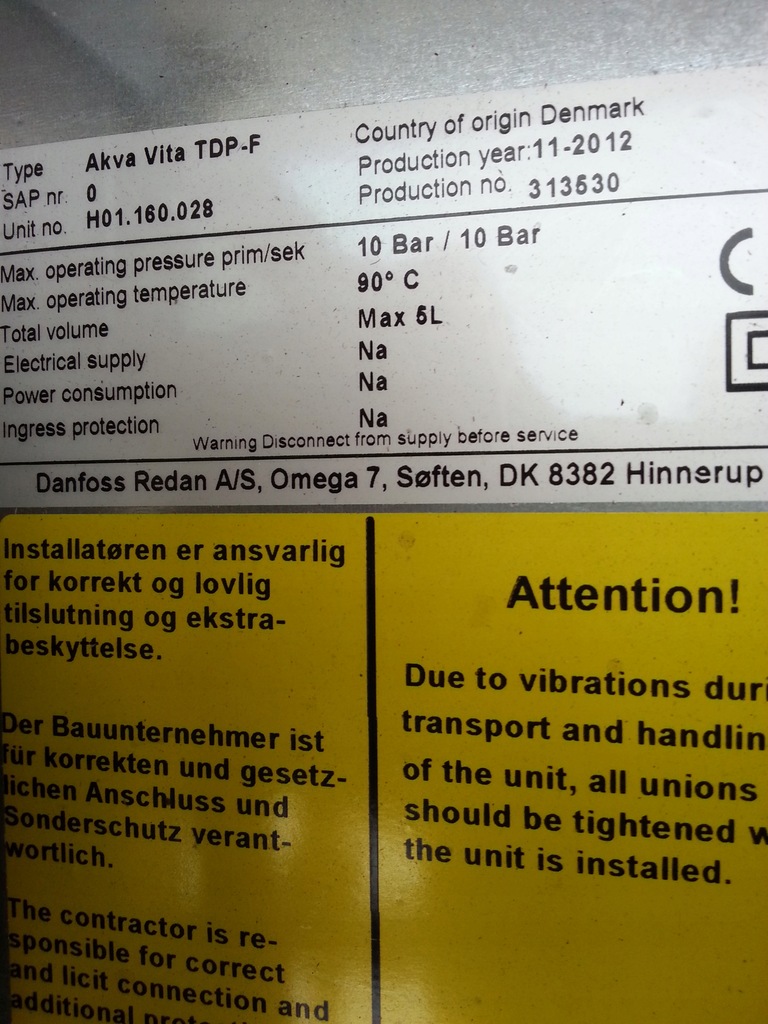 Type Akva Vita TDP-F Country of origin Denmark
SAP nr. 0 Production year:11-2012
Unit no. H01.160.028 Production no. 313530
Max. operating pressure prim/sek 10 Bar / 10 Bar
Max. operating temperature 90° C
Total volume Max 5L
Electrical supply Na
Power consumption Na
Ingress protection Na
Warning Disconnect from supply before service
Danfoss Redan A/S, Omega 7, Søften, DK 8382 Hinnerup
Installatøren er ansvarlig
for korrekt og lovlig
tilslutning og ekstra-
beskyttelse.
Der Bauunternehmer ist
für korrekten und gesetz-
lichen Anschluss und
Sonderschutz verant-
wortlich.
The contractor is re-
sponsible for correct
and licit connection and
additional
Attention!
Due to vibrations duri
transport and handlin
of the unit, all unions
should be tightened w
the unit is installed.